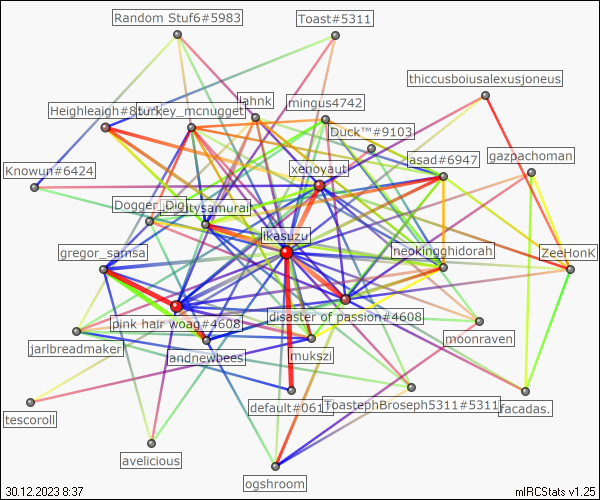 Random Stuf6#5983
Toast#5311
thiccusboiusalexusjoneus
lahnk
mingus4742
Heighleigh#8
turkey_mcnugget
Duck™#9103
gazpachoman
asad#6947
xenoyaut
Knowun#6424
Dogger_Dig
itysamurai
ikasuzu
gregor_samsa
neokingghidorah
ZeeHonK
pink hair woag#4608
disaster of passion#4608
moonraven
jarlbreadmaker
andnewbees
mukszi
default#061
ToastephBroseph5311#5311
facadas.
tescoroll
avelicious
ogshroom
30.12.2023 8:37
mIRCStats v1.25